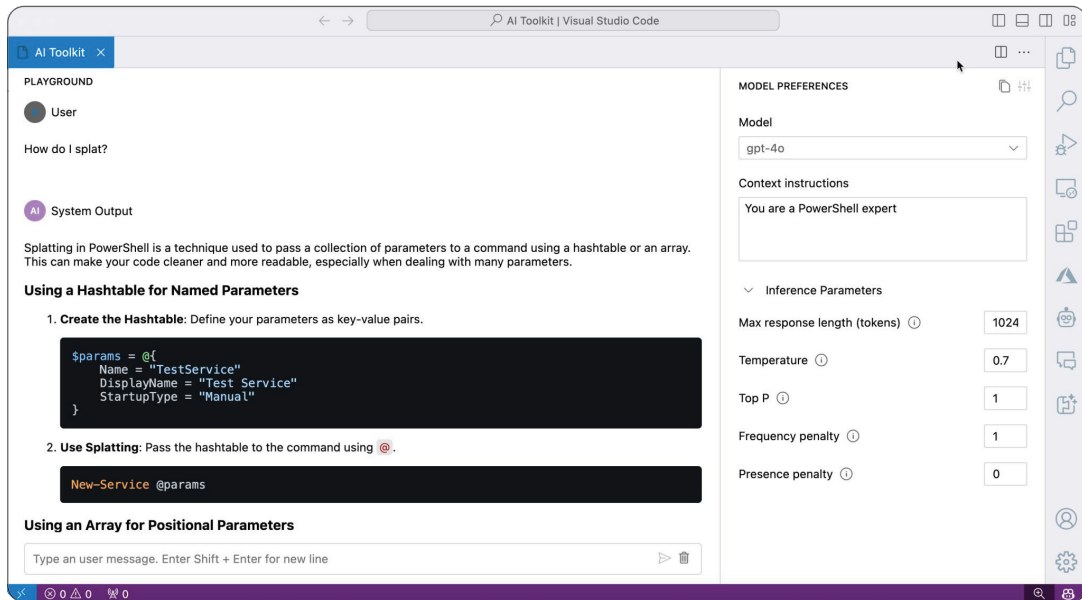 AI Toolkit | Visual Studio Code
AI Toolkit
PLAYGROUND
User
How do I splat?
AI System Output
Splatting in PowerShell is a technique used to pass a collection of parameters to a command using a hashtable or an array.
This can make your code cleaner and more readable, especially when dealing with many parameters.
Using a Hashtable for Named Parameters
1. Create the Hashtable: Define your parameters as key-value pairs.
$params = @{
    Name = "TestService"
    DisplayName = "Test Service"
    StartupType = "Manual"
}
2. Use Splatting: Pass the hashtable to the command using @ .
New-Service @params
Using an Array for Positional Parameters
Type an user message. Enter Shift + Enter for new line
MODEL PREFERENCES
Model
gpt-4o
Context instructions
You are a PowerShell expert
Inference Parameters
Max response length (tokens) 1024
Temperature 0.7
Top P 1
Frequency penalty 1
Presence penalty 0
0 0 0